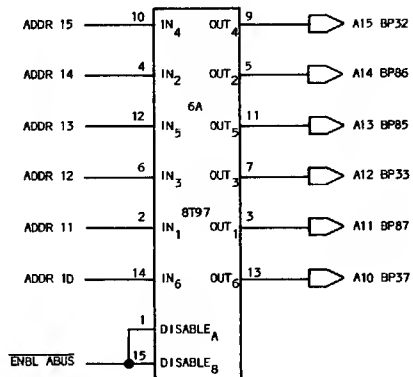 ADDR 15 10 IN4 OUT4 9 A15 BP32
ADDR 14 4 IN2 OUT2 5 A14 BP86
6A
ADDR 13 12 IN5 OUT5 11 A13 BP85
ADDR 12 6 IN3 OUT3 7 A12 BP33
8T97
ADDR 11 2 IN1 OUT1 3 A11 BP87
ADDR 1D 14 IN6 OUT6 13 A10 BP37
1 DISABLEA
ENBL ABUS 15 DISABLEB